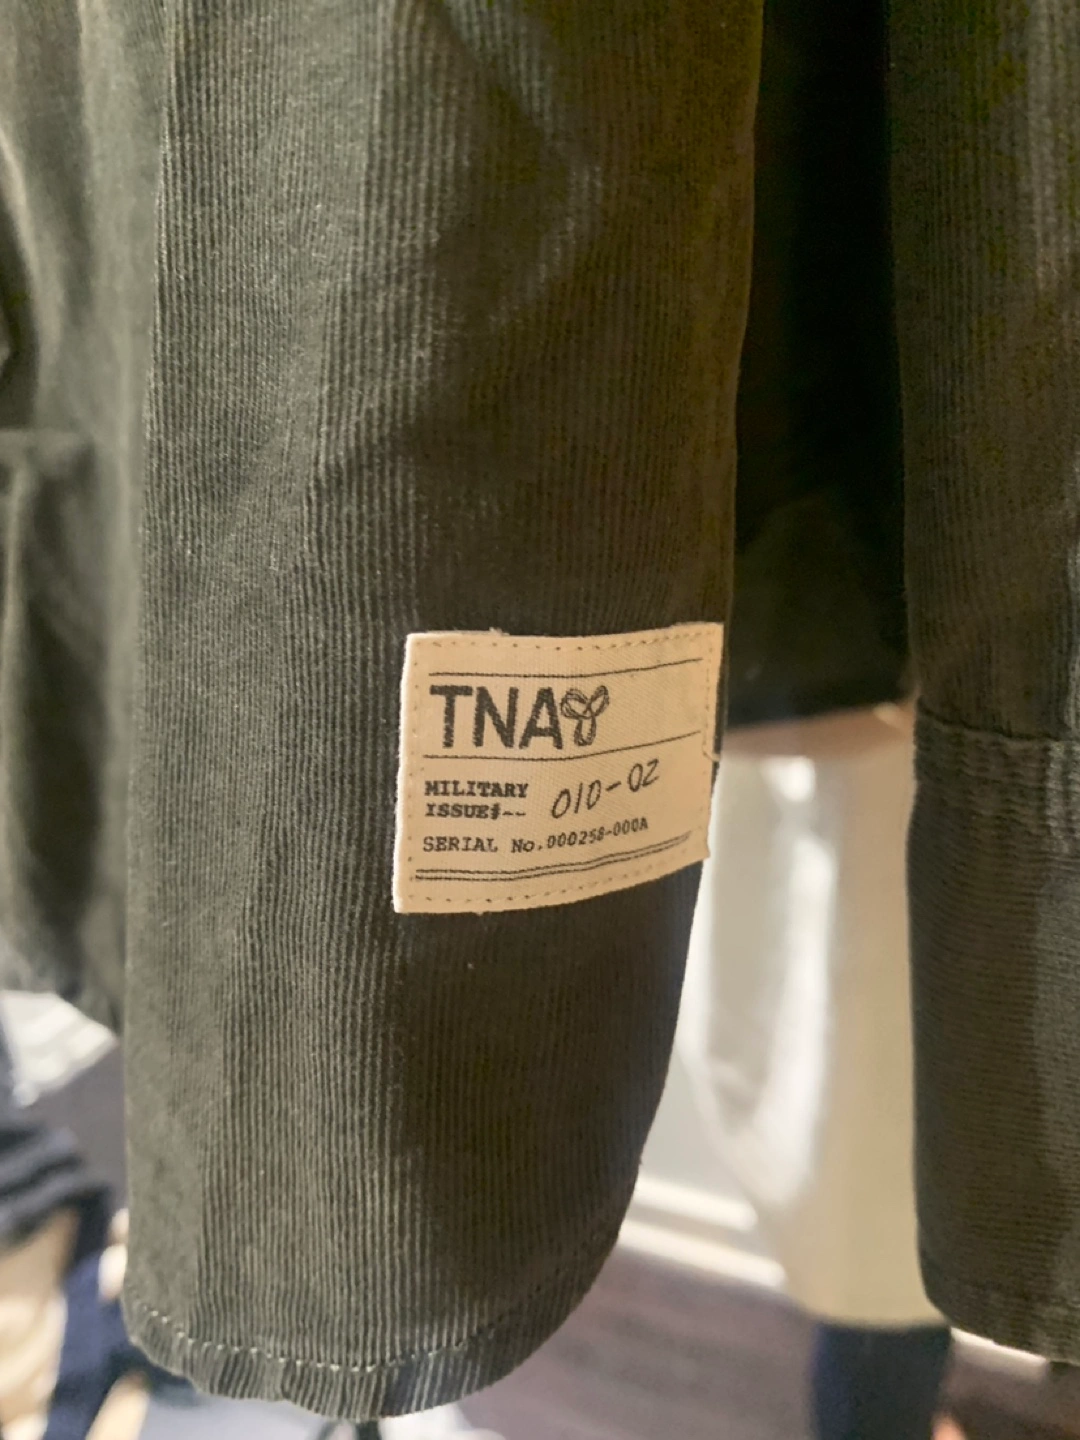 TNA
MILITARY
ISSUE#-- 010-02
SERIAL No.000258-000A